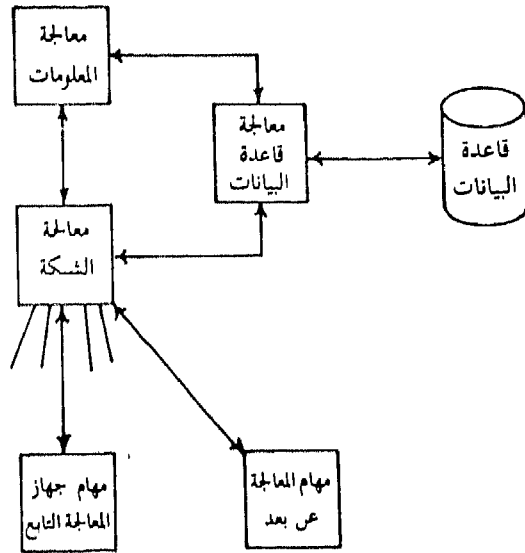 معالجة
المعلومات
معالجة
قاعدة
البيانات
قاعدة
البيانات
معالجة
الشبكة
مهام جهاز
المعالجة التابع
مهام المعالجة
عن بعد